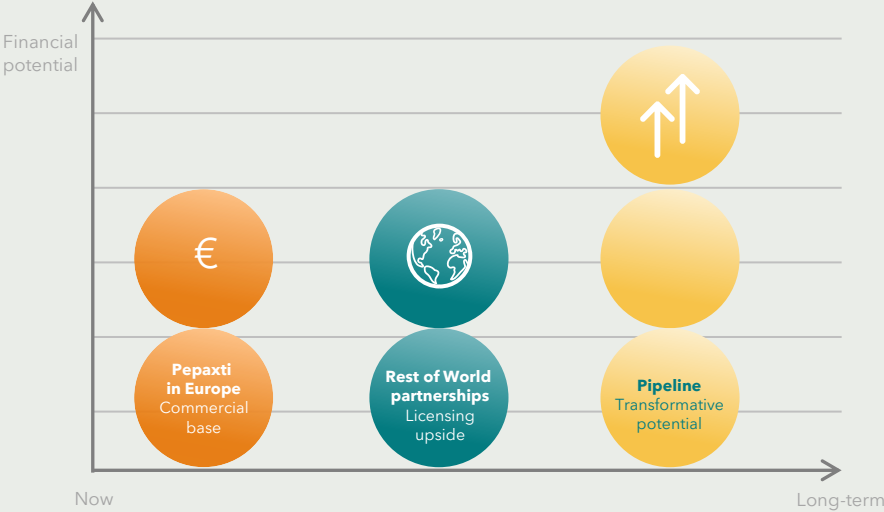 Financial
potential
€
Pepaxti
in Europe
Commercial
base
Rest of World
partnerships
Licensing
upside
Pipeline
Transformative
potential
Now
Long-term